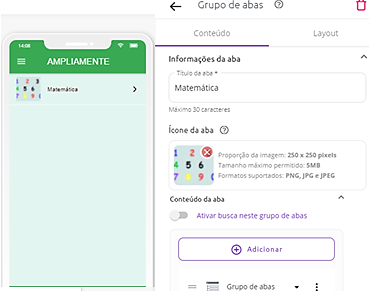 Grupo de abas
Conteúdo
Layout
14:08
AMPLIAMENTE
Matemática
Informações da aba
Título da aba *
Matemática
Máximo 30 caracteres
Ícone da aba
Proporção da imagem: 250 x 250 pixels
Tamanho máximo permitido: 5MB
Formatos suportados: PNG, JPG e JPEG
Conteúdo da aba
Ativar busca neste grupo de abas
Adicionar
Grupo de abas